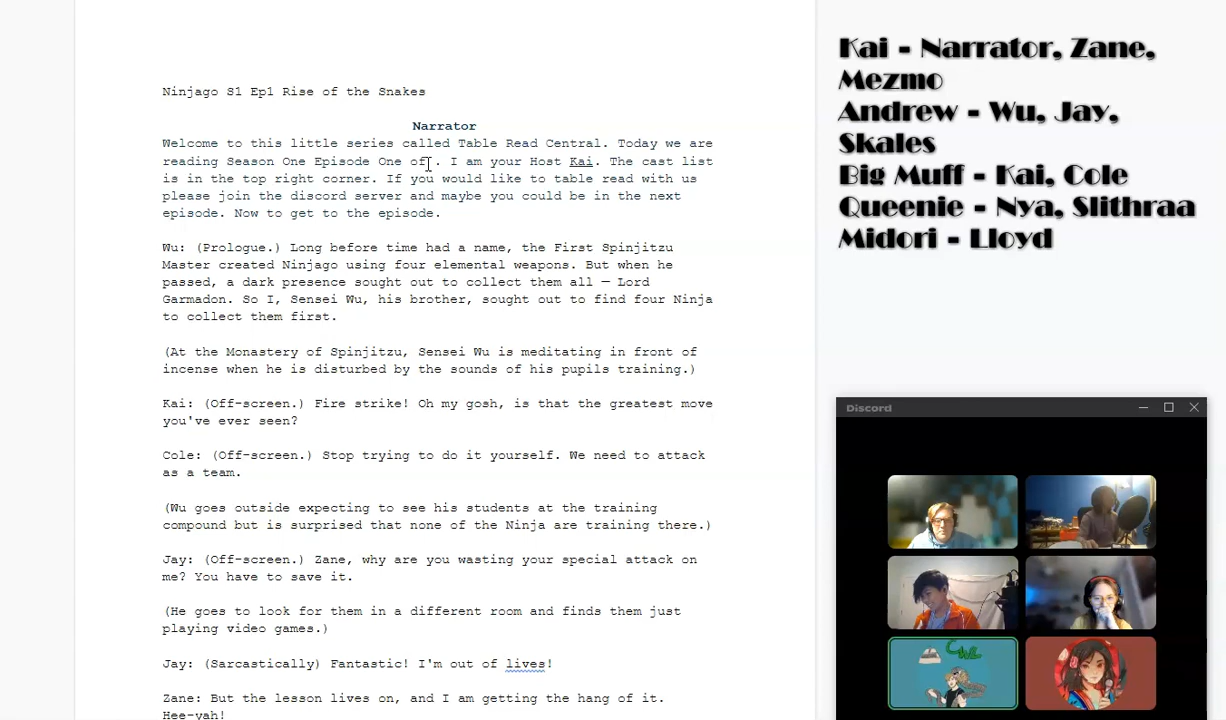 Ninjago S1 Ep1 Rise of the Snakes
Narrator
Welcome to this little series called Table Read Central. Today we are
reading Season One Episode One of . I am your Host Kai. The cast list
is in the top right corner. If you would like to table read with us
please join the discord server and maybe you could be in the next
episode. Now to get to the episode.
Wu: (Prologue.) Long before time had a name, the First Spinjitzu
Master created Ninjago using four elemental weapons. But when he
passed, a dark presence sought out to collect them all — Lord
Garmadon. So I, Sensei Wu, his brother, sought out to find four Ninja
to collect them first.
(At the Monastery of Spinjitzu, Sensei Wu is meditating in front of
incense when he is disturbed by the sounds of his pupils training.)
Kai: (Off-screen.) Fire strike! Oh my gosh, is that the greatest move
you've ever seen?
Cole: (Off-screen.) Stop trying to do it yourself. We need to attack
as a team.
(Wu goes outside expecting to see his students at the training
compound but is surprised that none of the Ninja are training there.)
Jay: (Off-screen.) Zane, why are you wasting your special attack on
me? You have to save it.
(He goes to look for them in a different room and finds them just
playing video games.)
Jay: (Sarcastically) Fantastic! I'm out of lives!
Zane: But the lesson lives on, and I am getting the hang of it.
Hee-yah!
Kai - Narrator, Zane,
Mezmo
Andrew - Wu, Jay,
Skales
Big Muff - Kai, Cole
Queenie - Nya, Slithraa
Midori - Lloyd
Discord